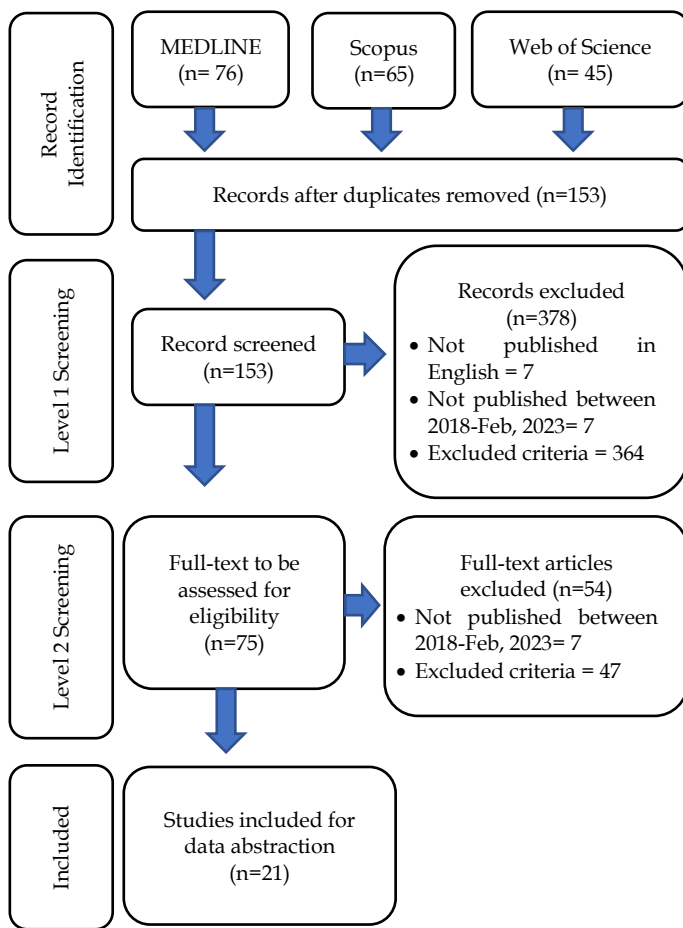 Record
Identification
MEDLINE
(n= 76)
Scopus
(n=65)
Web of Science
(n= 45)
Records after duplicates removed (n=153)
Level 1 Screening
Record screened
(n=153)
Records excluded
(n=378)
• Not published in
English = 7
• Not published between
2018-Feb, 2023= 7
• Excluded criteria = 364
Level 2 Screening
Full-text to be
assessed for
eligibility
(n=75)
Full-text articles
excluded (n=54)
• Not published between
2018-Feb, 2023= 7
• Excluded criteria = 47
Included
Studies included for
data abstraction
(n=21)